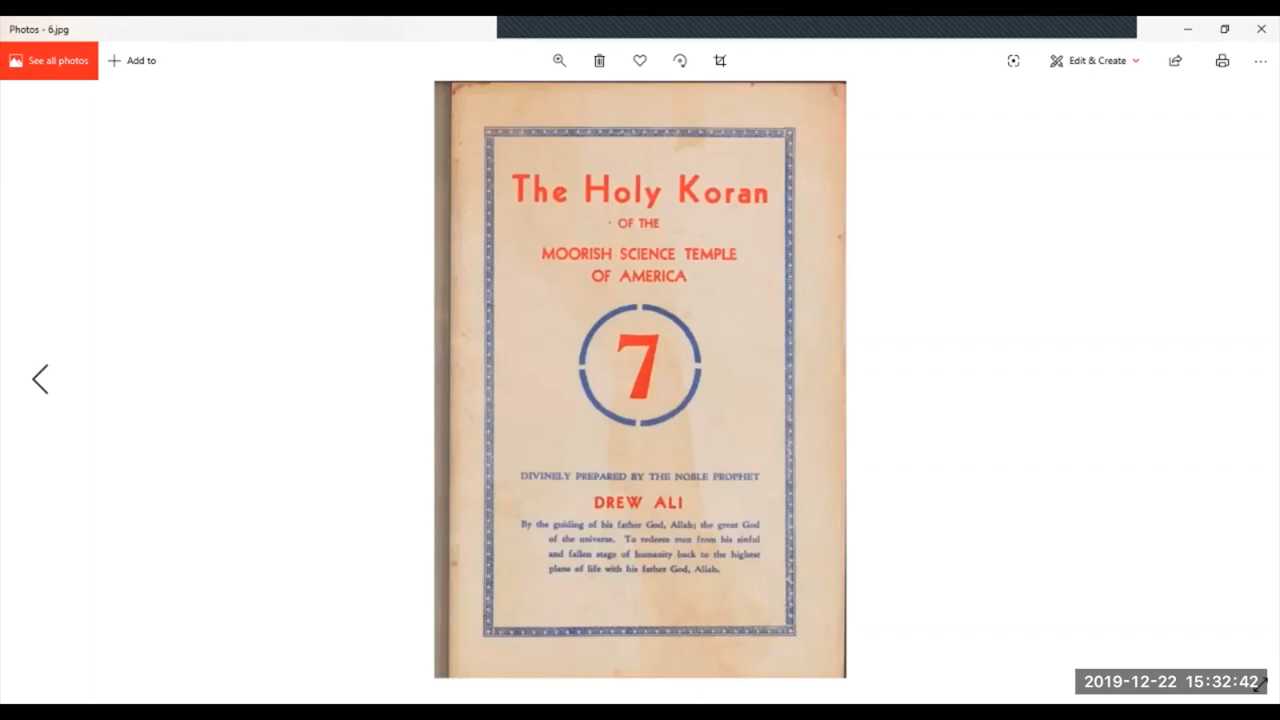 Photos - 6.jpg
See all photos
Add to
Edit & Create
The Holy Koran
OF THE
MOORISH SCIENCE TEMPLE
OF AMERICA
7
DIVINELY PREPARED BY THE NOBLE PROPHET
DREW ALI
By the guiding of his father God, Allah; the great God
of the universe. To redeem man from his sinful
and fallen stage of humanity back to the highest
plane of life with his father God, Allah.
2019-12-22 15:32:42